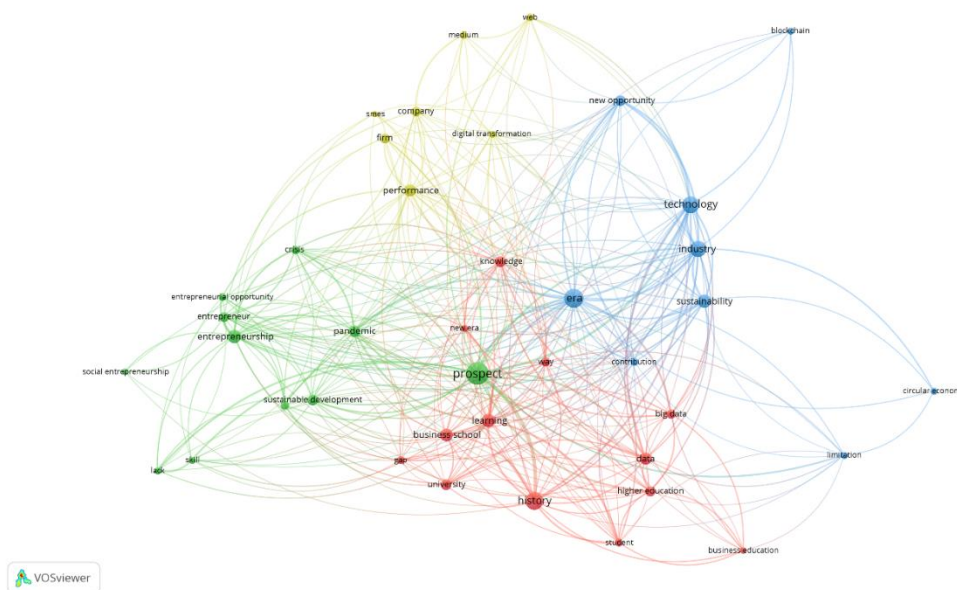 web
medium
blockchain
new opportunity
company
smes
firm
digital transformation
performance
technology
crisis
industry
knowledge
entrepreneurial opportunity
era
sustainability
entrepreneur
new era
pandemic
entrepreneurship
way
contribution
social entrepreneurship
prospect
circular econom
sustainable development
big data
learning
business school
limitation
gap
data
skill
lack
university
higher education
history
student
business education
VOSviewer